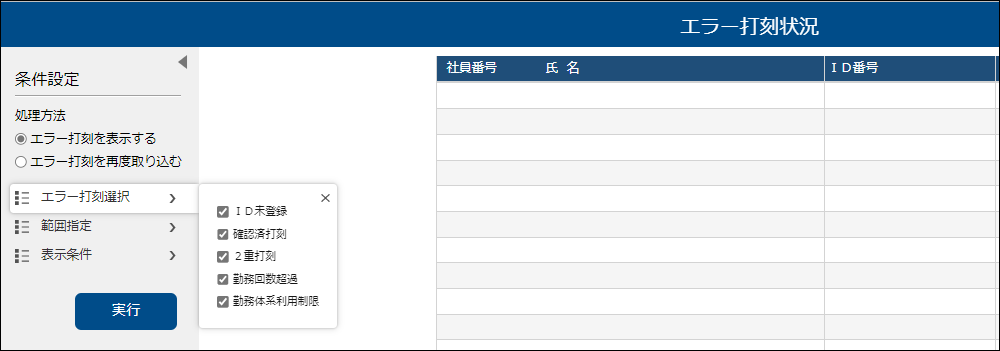 エラー打刻状況
条件設定
処理方法
エラー打刻を表示する
エラー打刻を再度取り込む
エラー打刻選択
範囲指定
表示条件
実行
ＩＤ未登録
確認済打刻
２重打刻
勤務回数超過
勤務体系利用制限
社員番号 氏 名 ＩＤ番号